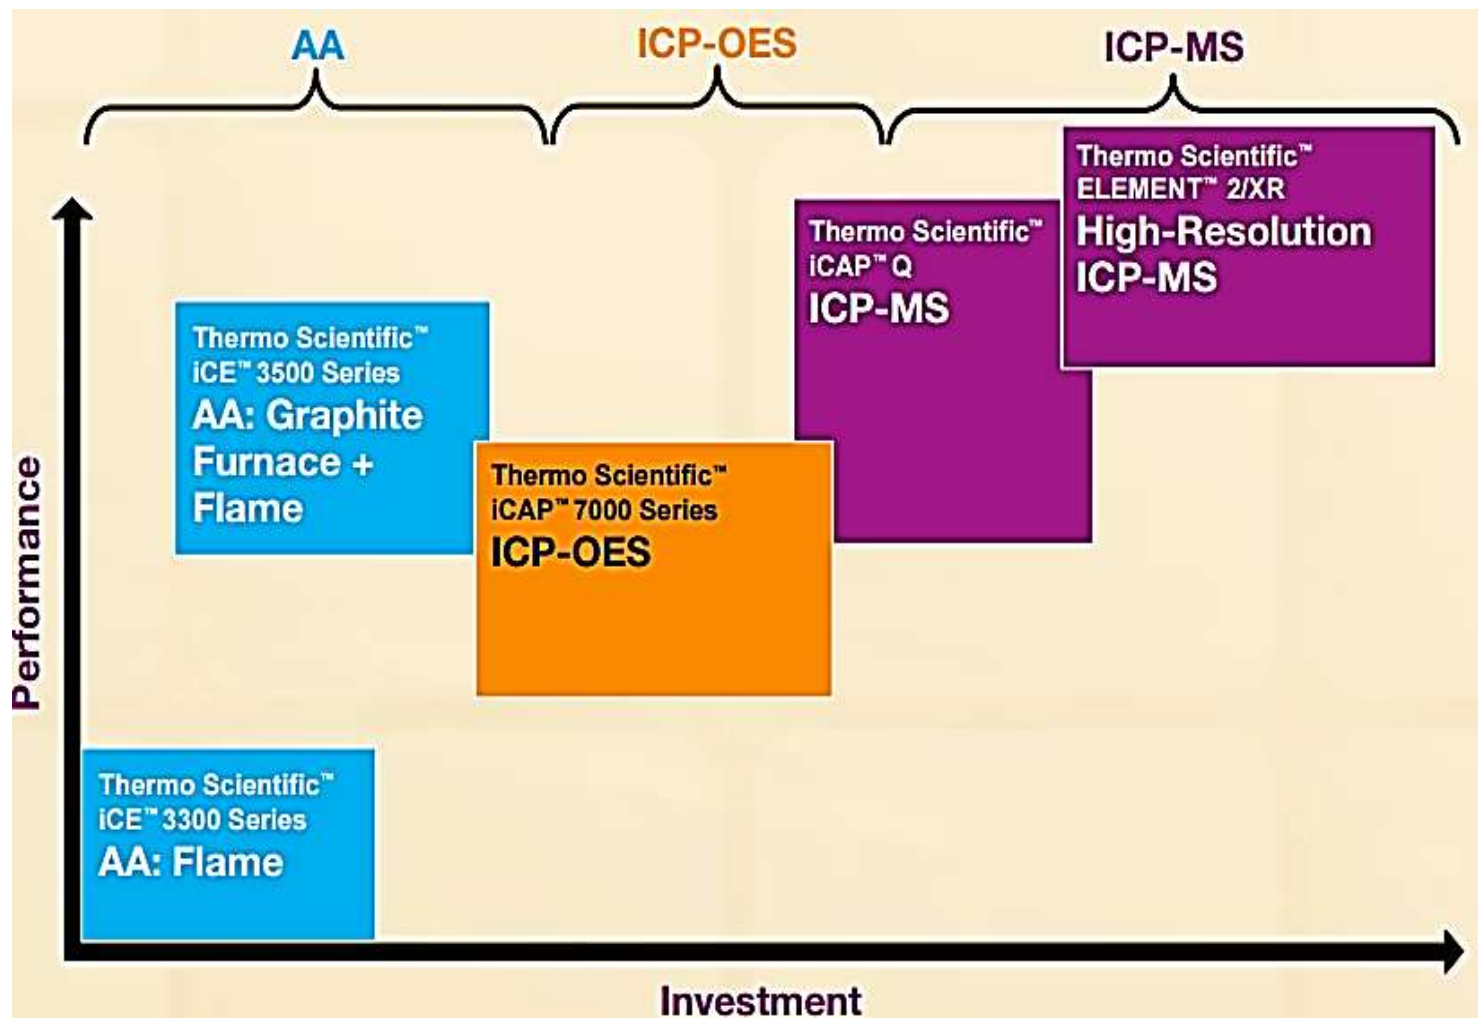 AA
ICP-OES
ICP-MS
Thermo Scientific™
ELEMENT™ 2/XR
High-Resolution
ICP-MS
Thermo Scientific™
iCAP™ Q
ICP-MS
Thermo Scientific™
iCE™ 3500 Series
AA: Graphite
Furnace +
Flame
Thermo Scientific™
iCAP™ 7000 Series
ICP-OES
Performance
Thermo Scientific™
iCE™ 3300 Series
AA: Flame
Investment